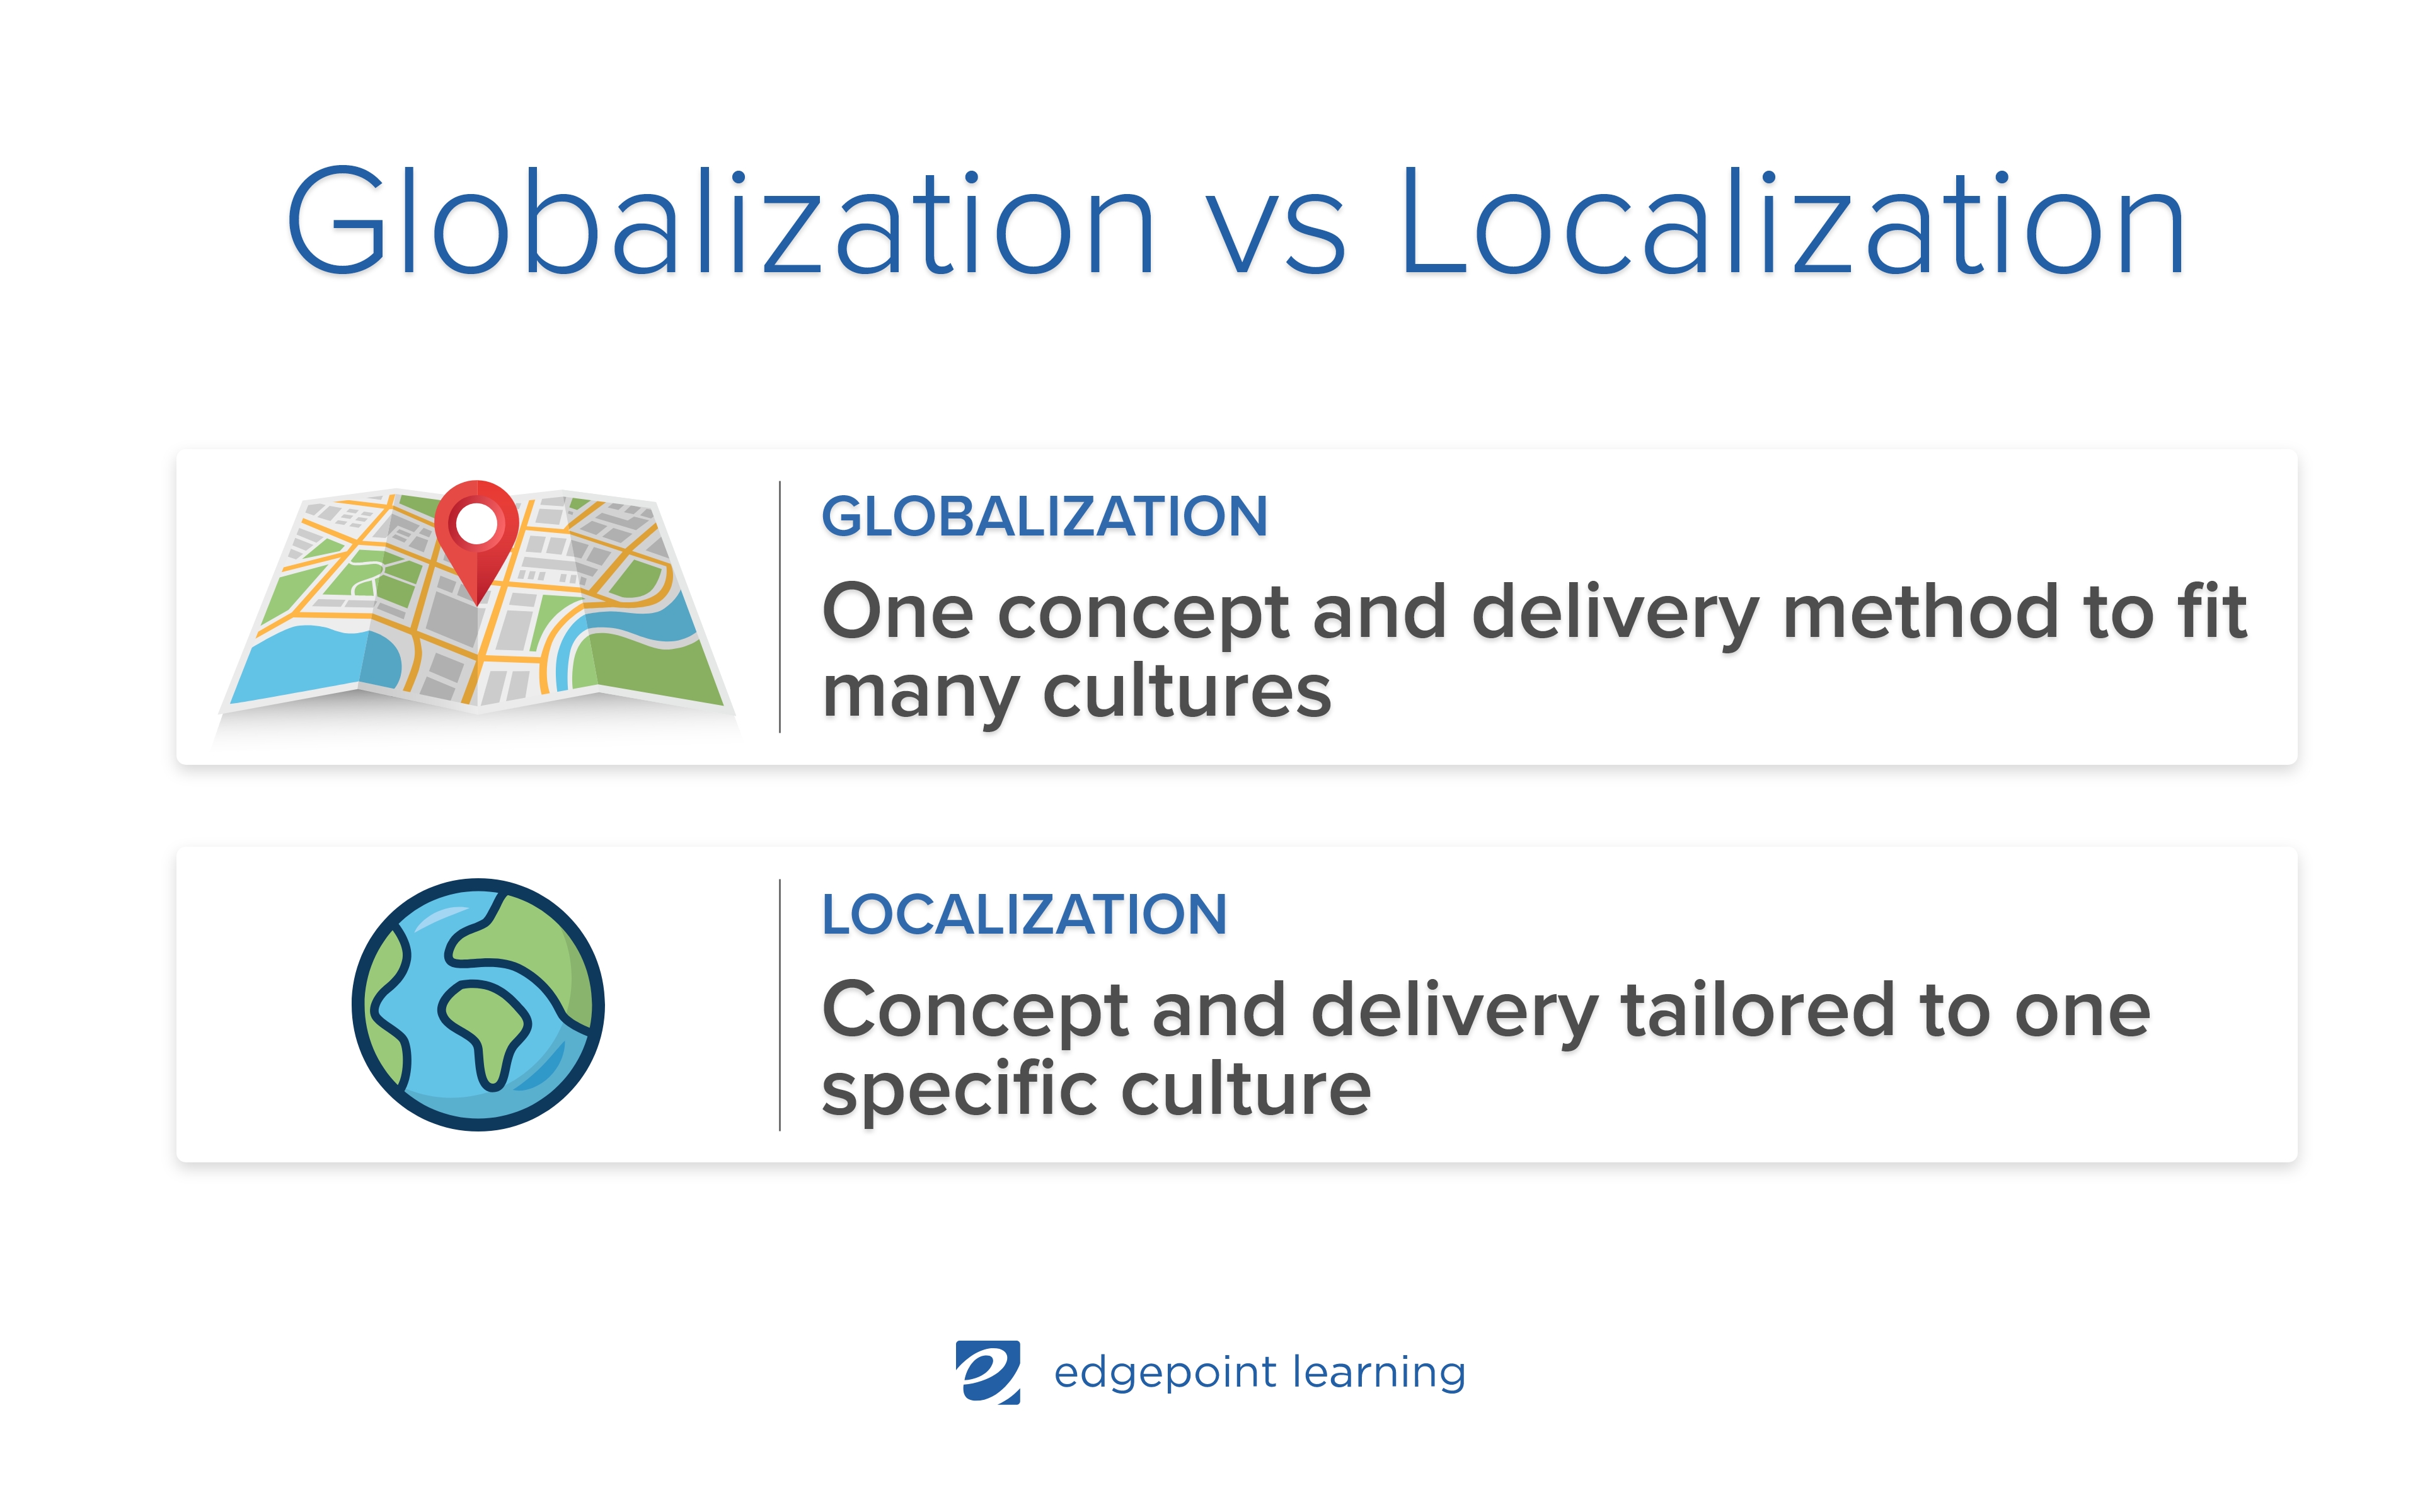 Globalization vs Localization
GLOBALIZATION
One concept and delivery method to fit
many cultures
LOCALIZATION
Concept and delivery tailored to one
specific culture
edgepoint learning